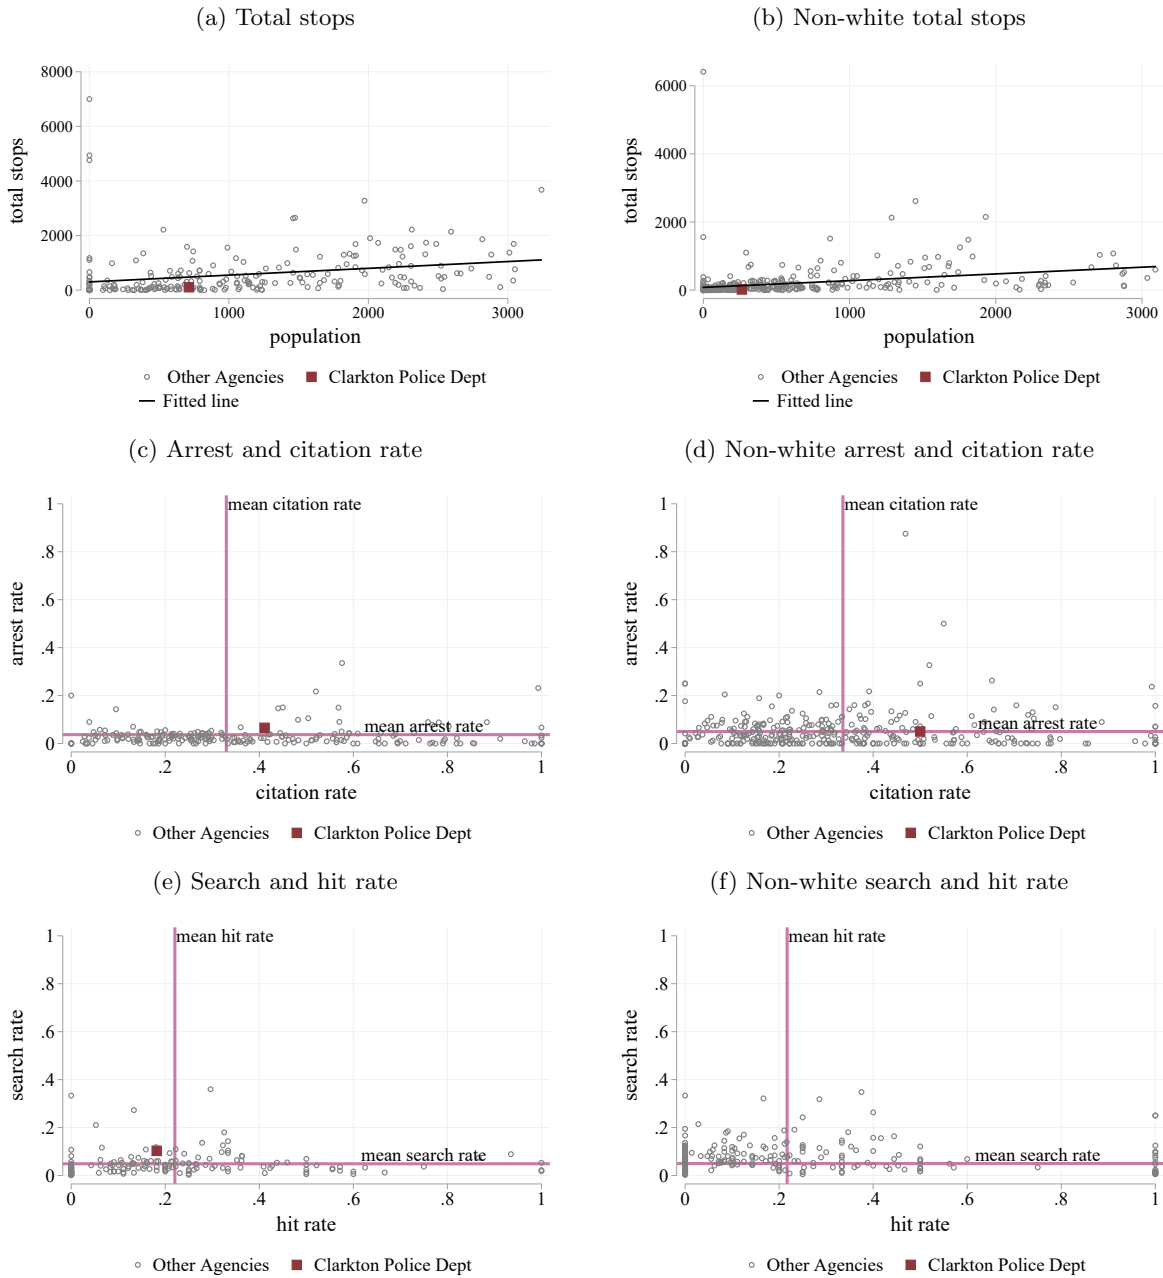 (a) Total stops
(b) Non-white total stops
total stops
8000
6000
4000
2000
0
0 1000 2000 3000
population
Other Agencies Clarkton Police Dept
Fitted line
total stops
6000
4000
2000
0
0 1000 2000 3000
population
Other Agencies Clarkton Police Dept
Fitted line
(c) Arrest and citation rate
(d) Non-white arrest and citation rate
arrest rate
1
.8
.6
.4
.2
0
mean citation rate
mean arrest rate
0 .2 .4 .6 .8 1
citation rate
Other Agencies Clarkton Police Dept
arrest rate
1
.8
.6
.4
.2
0
mean citation rate
mean arrest rate
0 .2 .4 .6 .8 1
citation rate
Other Agencies Clarkton Police Dept
(e) Search and hit rate
(f) Non-white search and hit rate
search rate
1
.8
.6
.4
.2
0
mean hit rate
mean search rate
0 .2 .4 .6 .8 1
hit rate
Other Agencies Clarkton Police Dept
search rate
1
.8
.6
.4
.2
0
mean hit rate
mean search rate
0 .2 .4 .6 .8 1
hit rate
Other Agencies Clarkton Police Dept